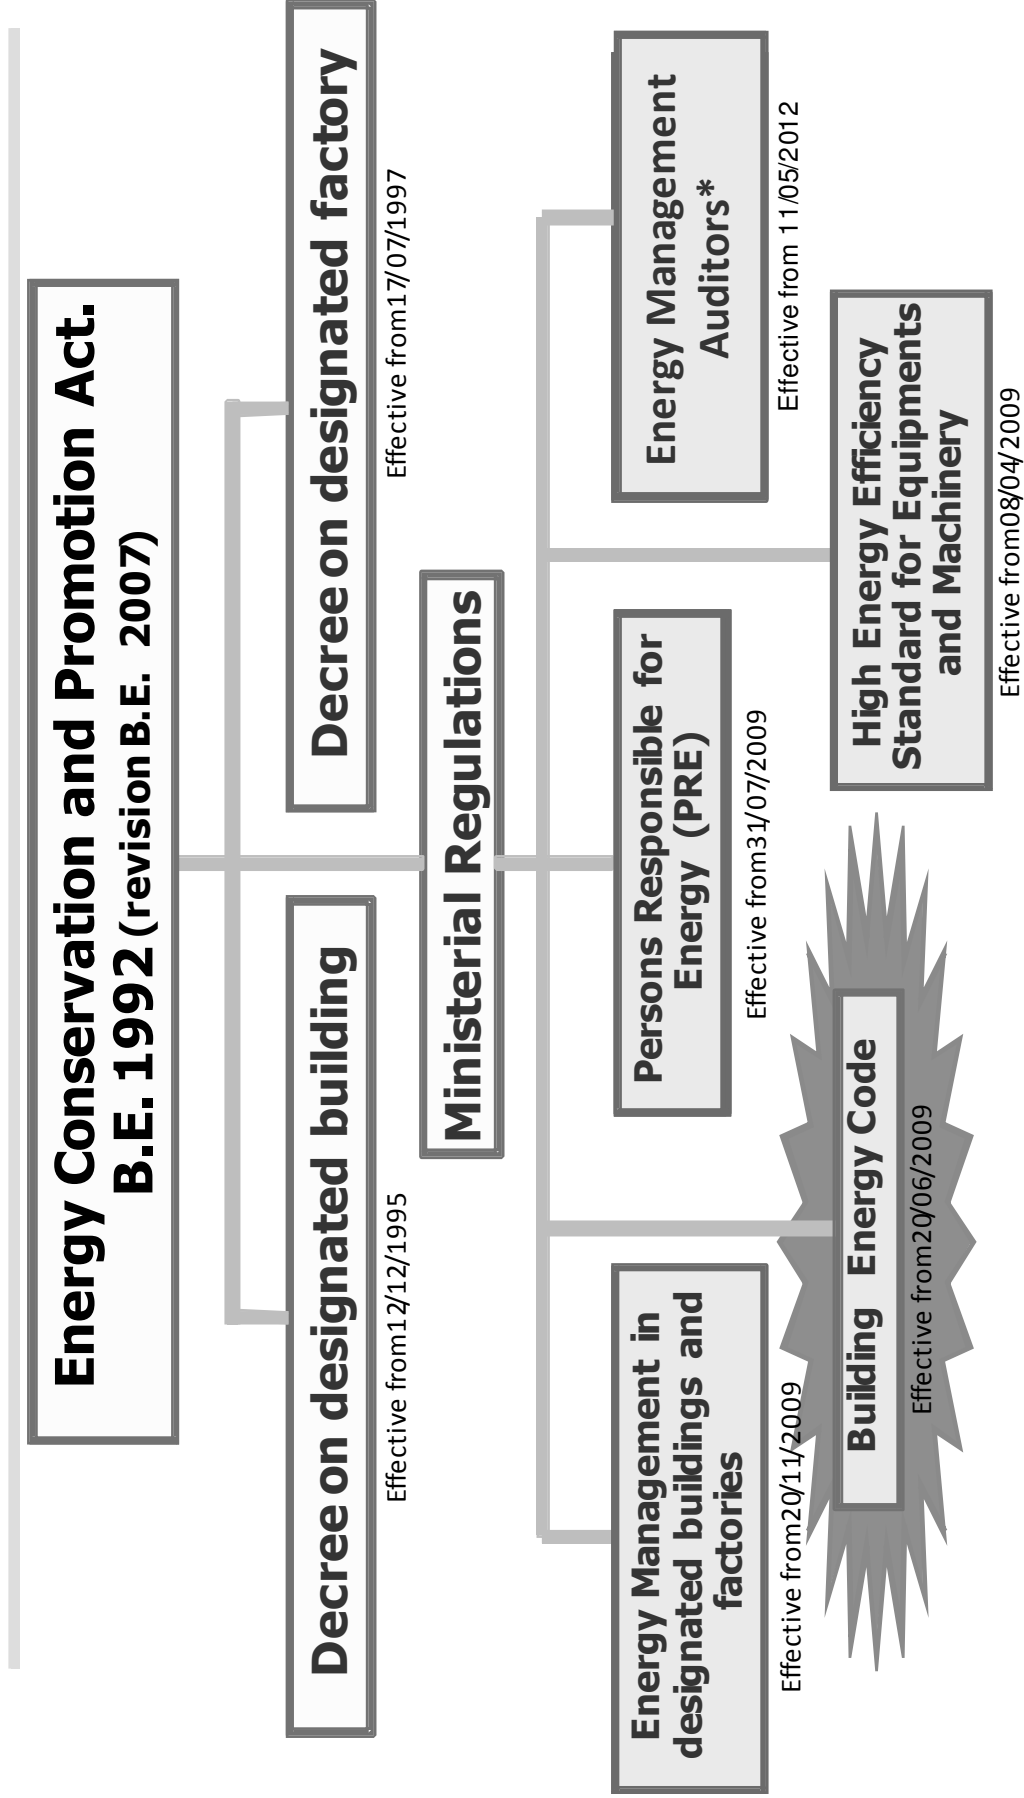 Energy Conservation and Promotion Act.
B.E. 1992 (revision B.E. 2007)
Decree on designated building
Effective from12/12/1995
Decree on designated factory
Effective from17/07/1997
Ministerial Regulations
Energy Management in
designated buildings and
factories
Effective from20/11/2009
Persons Responsible for
Energy (PRE)
Effective from31/07/2009
Energy Management
Auditors*
Effective from 11/05/2012
Building Energy Code
Effective from20/06/2009
High Energy Efficiency
Standard for Equipments
and Machinery
Effective from08/04/2009